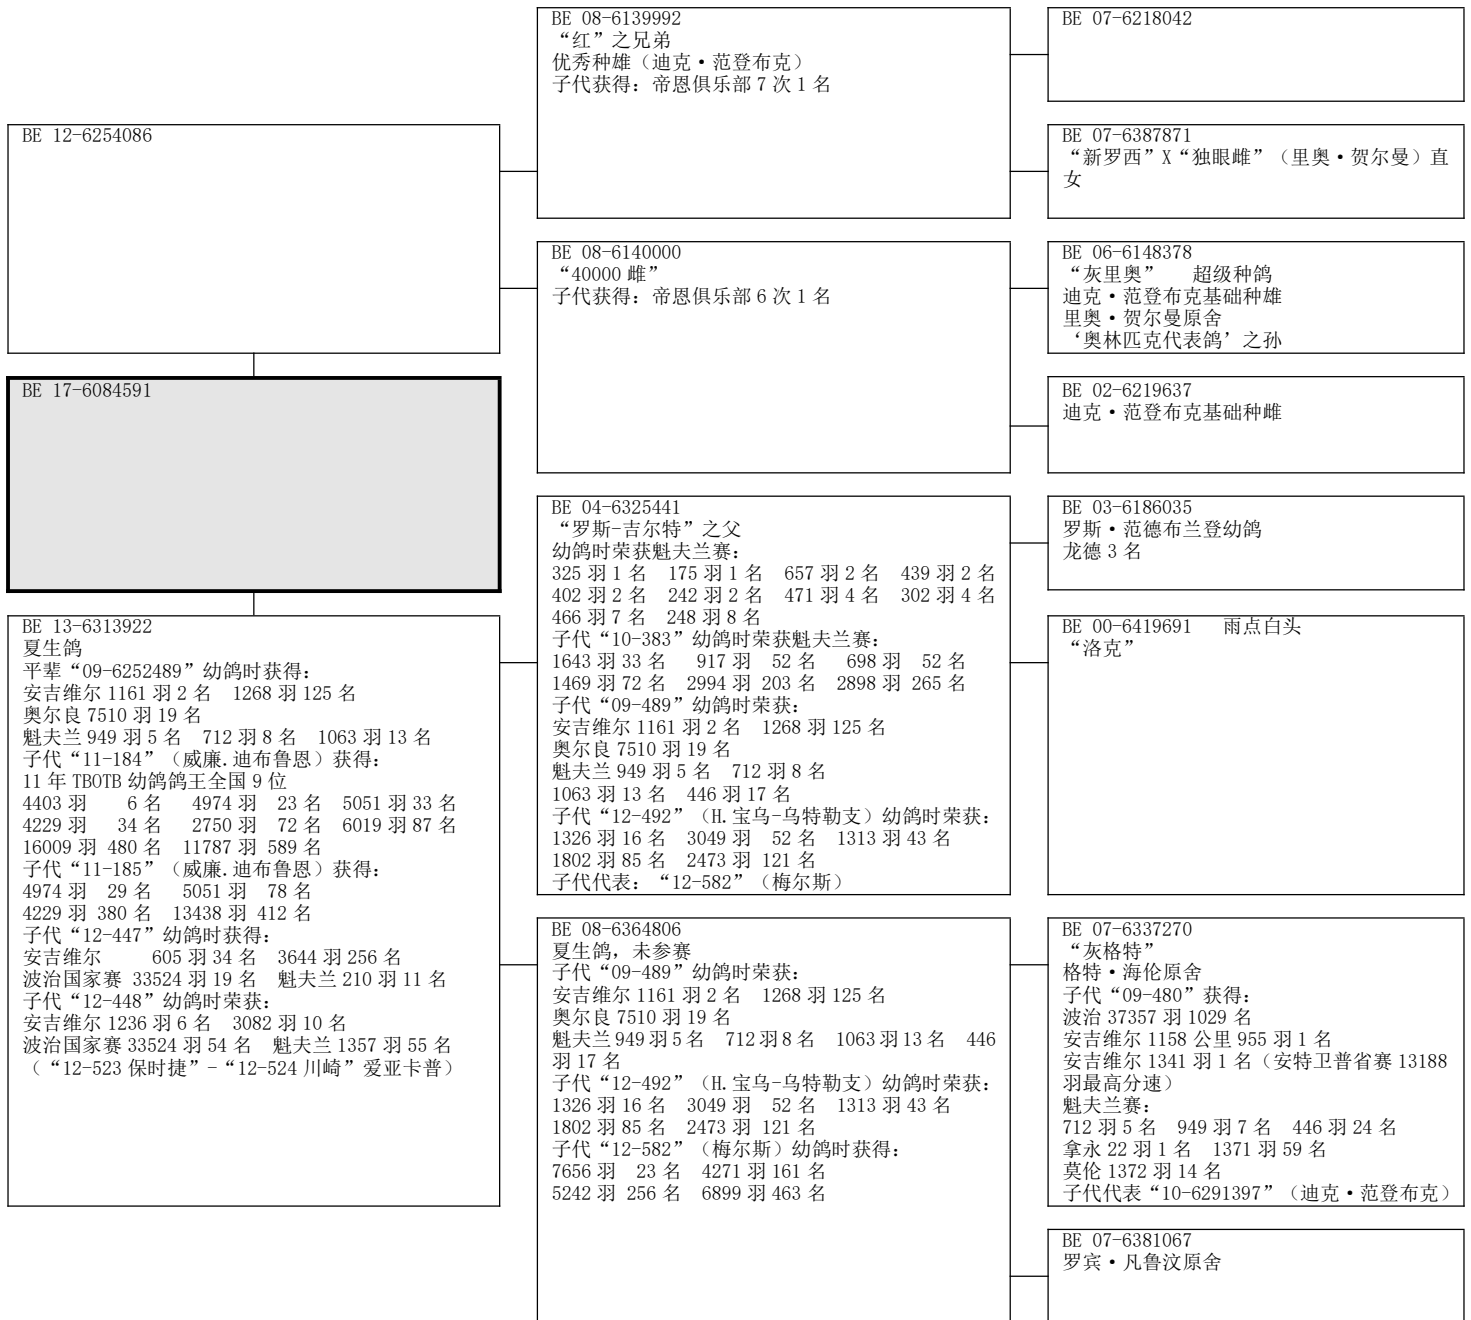 BE 12-6254086
BE 17-6084591
BE 13-6313922
夏生鸽
平辈“09-6252489”幼鸽时获得：
安吉维尔 1161 羽 2 名 1268 羽 125 名
奥尔良 7510 羽 19 名
魁夫兰 949 羽 5 名 712 羽 8 名 1063 羽 13 名
子代“11-184”（威廉.迪布鲁恩）获得：
11 年 TBOTB 幼鸽鸽王全国 9 位
4403 羽 6 名 4974 羽 23 名 5051 羽 33 名
4229 羽 34 名 2750 羽 72 名 6019 羽 87 名
16009 羽 480 名 11787 羽 589 名
子代“11-185”（威廉.迪布鲁恩）获得：
4974 羽 29 名 5051 羽 78 名
4229 羽 380 名 13438 羽 412 名
子代“12-447”幼鸽时获得：
安吉维尔 605 羽 34 名 3644 羽 256 名
波治国家赛 33524 羽 19 名 魁夫兰 210 羽 11 名
子代“12-448”幼鸽时荣获：
安吉维尔 1236 羽 6 名 3082 羽 10 名
波治国家赛 33524 羽 54 名 魁夫兰 1357 羽 55 名
（“12-523 保时捷”-“12-524 川崎”爱亚卡普）
BE 08-6139992
“红”之兄弟
优秀种雄（迪克•范登布克）
子代获得：帝恩俱乐部 7 次 1 名
BE 08-6140000
“40000 雌”
子代获得：帝恩俱乐部 6 次 1 名
BE 04-6325441
“罗斯-吉尔特”之父
幼鸽时荣获魁夫兰赛：
325 羽 1 名 175 羽 1 名 657 羽 2 名 439 羽 2 名
402 羽 2 名 242 羽 2 名 471 羽 4 名 302 羽 4 名
466 羽 7 名 248 羽 8 名
子代“10-383”幼鸽时荣获魁夫兰赛：
1643 羽 33 名 917 羽 52 名 698 羽 52 名
1469 羽 72 名 2994 羽 203 名 2898 羽 265 名
子代“09-489”幼鸽时荣获：
安吉维尔 1161 羽 2 名 1268 羽 125 名
奥尔良 7510 羽 19 名
魁夫兰 949 羽 5 名 712 羽 8 名
1063 羽 13 名 446 羽 17 名
子代“12-492”（H.宝乌-乌特勒支）幼鸽时荣获：
1326 羽 16 名 3049 羽 52 名 1313 羽 43 名
1802 羽 85 名 2473 羽 121 名
子代代表：“12-582”（梅尔斯）
BE 08-6364806
夏生鸽，未参赛
子代“09-489”幼鸽时荣获：
安吉维尔 1161 羽 2 名 1268 羽 125 名
奥尔良 7510 羽 19 名
魁夫兰 949 羽 5 名 712 羽 8 名 1063 羽 13 名 446
羽 17 名
子代“12-492”（H.宝乌-乌特勒支）幼鸽时荣获：
1326 羽 16 名 3049 羽 52 名 1313 羽 43 名
1802 羽 85 名 2473 羽 121 名
子代“12-582”（梅尔斯）幼鸽时获得：
7656 羽 23 名 4271 羽 161 名
5242 羽 256 名 6899 羽 463 名
BE 07-6218042
BE 07-6387871
“新罗西”X“独眼雌”（里奥•贺尔曼）直
女
BE 06-6148378
“灰里奥” 超级种鸽
迪克•范登布克基础种雄
里奥•贺尔曼原舍
‘奥林匹克代表鸽’之孙
BE 02-6219637
迪克•范登布克基础种雌
BE 03-6186035
罗斯•范德布兰登幼鸽
龙德 3 名
BE 00-6419691 雨点白头
“洛克”
BE 07-6337270
“灰格特”
格特•海伦原舍
子代“09-480”获得：
波治 37357 羽 1029 名
安吉维尔 1158 公里 955 羽 1 名
安吉维尔 1341 羽 1 名（安特卫普省赛 13188
羽最高分速）
魁夫兰赛：
712 羽 5 名 949 羽 7 名 446 羽 24 名
拿永 22 羽 1 名 1371 羽 59 名
莫伦 1372 羽 14 名
子代代表“10-6291397”（迪克•范登布克）
BE 07-6381067
罗宾•凡鲁汶原舍